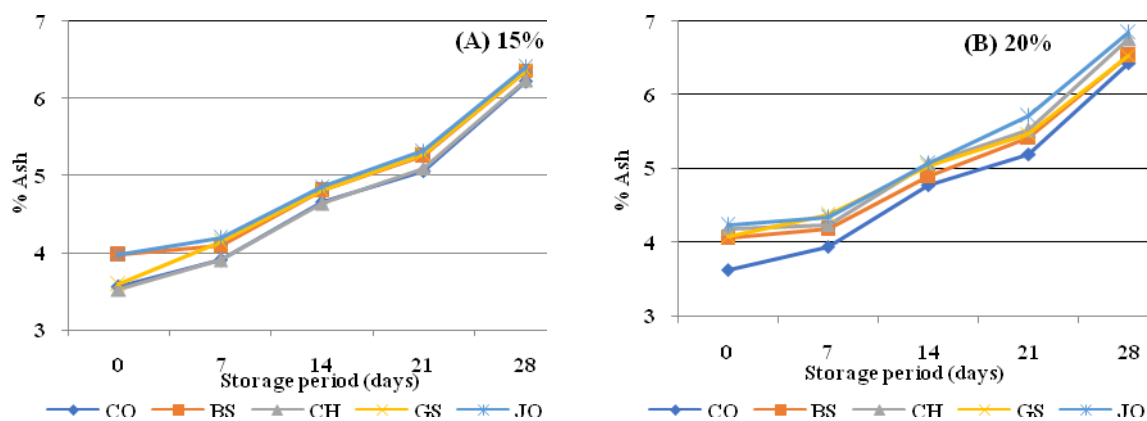 7
(A) 15%
6
5
4
3
% Ash
0 7 14 21 28
Storage period (days)
CO BS CH GS JO
7
(B) 20%
6
5
4
3
% Ash
0 7 14 21 28
Storage period (days)
CO BS CH GS JO